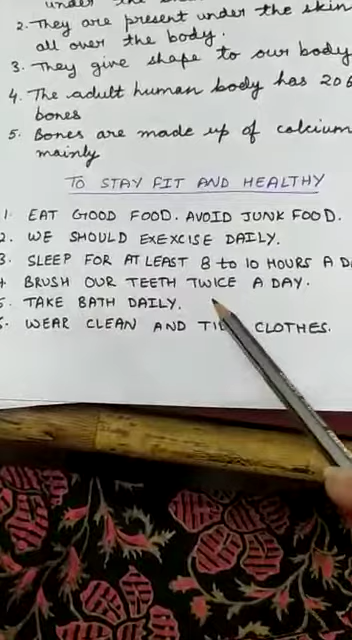 under the
2. They are present under the skin
all over the body.
3. They give shape to our body
4. The adult human body has 206
bones
5. Bones are made up of calcium
mainly
TO STAY FIT AND HEALTHY
1. EAT GOOD FOOD. AVOID JUNK FOOD.
2. WE SHOULD EXEXCISE DAILY.
3. SLEEP FOR AT LEAST 8 to 10 HOURS A
4 BRUSH OUR TEETH TWICE A DAY.
5. TAKE BATH DAILY.
6. WEAR CLEAN AND CLOTHES.